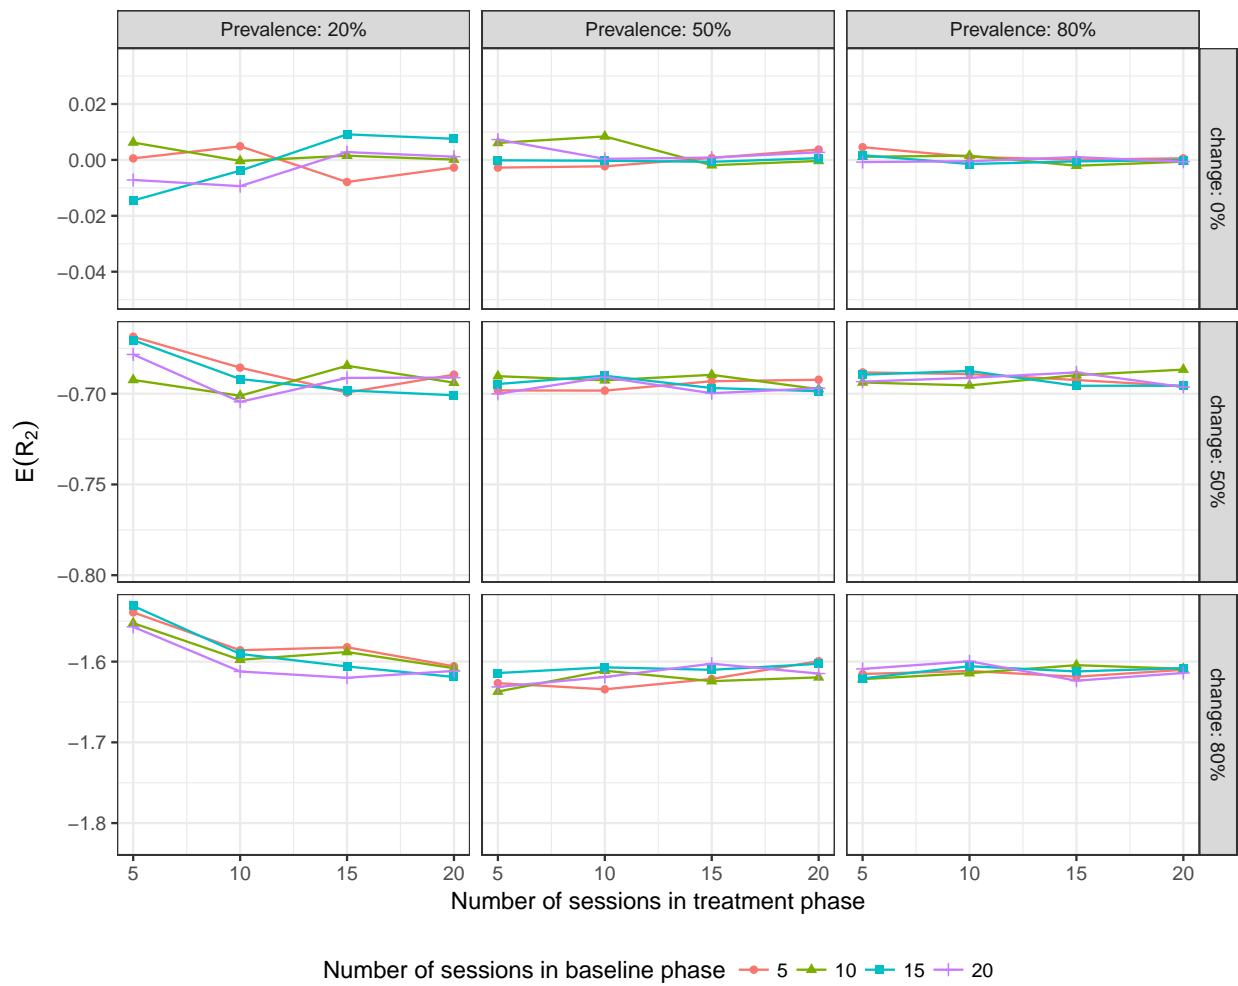 Prevalence: 20% Prevalence: 50% Prevalence: 80%
0.02
0.00
−0.02
−0.04
change: 0%
−0.70
−0.75
−0.80
change: 50%
E(R₂)
−1.6
−1.7
−1.8
change: 80%
5 10 15 20 5 10 15 20 5 10 15 20
Number of sessions in treatment phase
Number of sessions in baseline phase 5 10 15 20